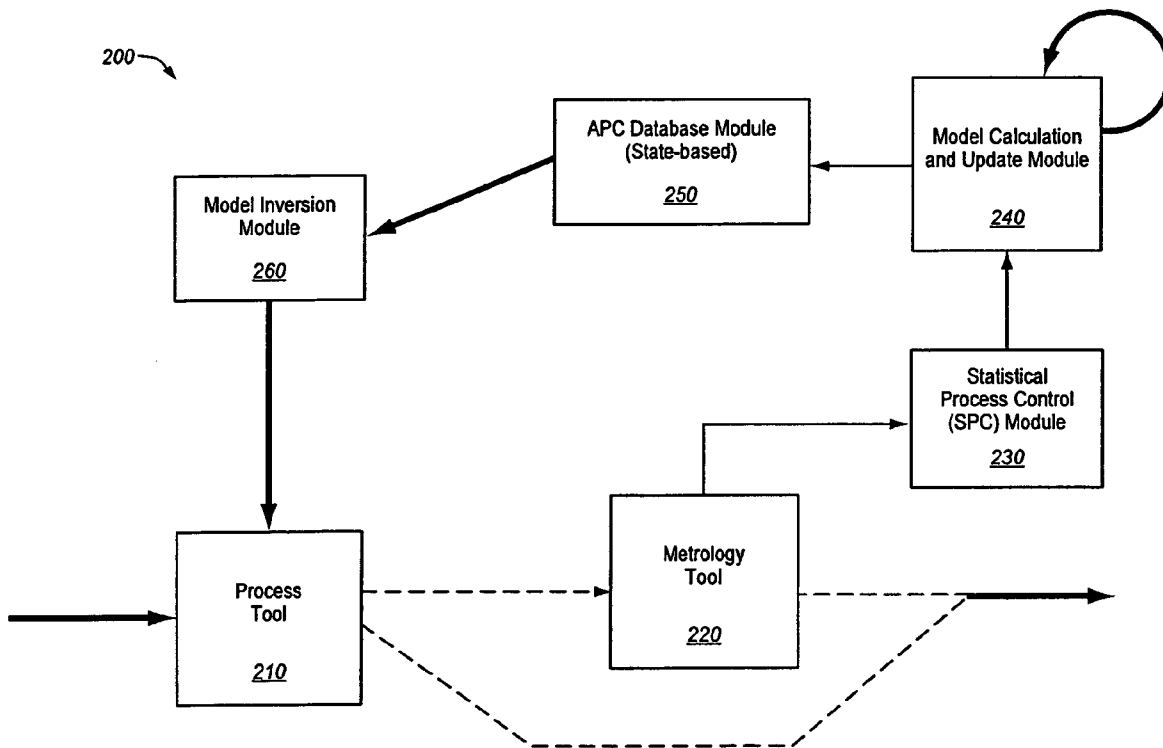 200
APC Database Module
(State-based)
250
Model Calculation
and Update Module
240
Model Inversion
Module
260
Statistical
Process Control
(SPC) Module
230
Process
Tool
210
Metrology
Tool
220